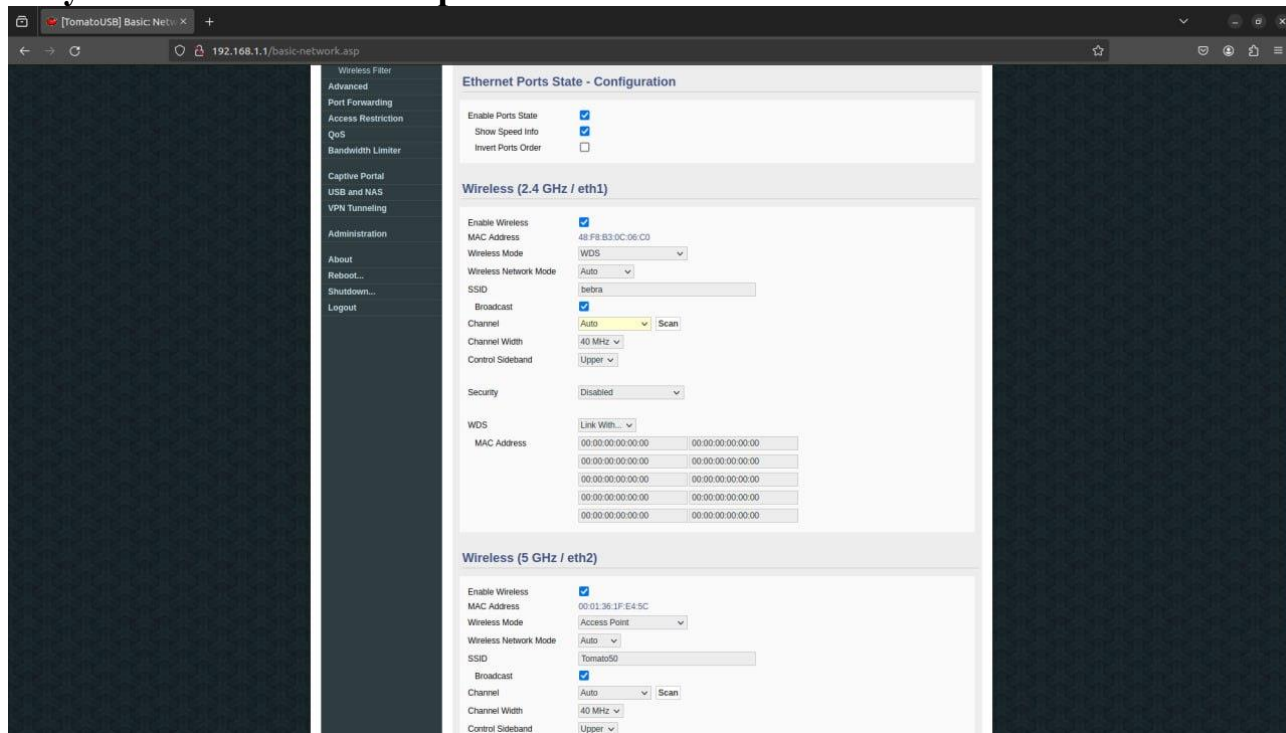 [TomatoUSB] Basic: Netw
192.168.1.1/basic-network.asp
Wireless Filter
Advanced
Port Forwarding
Access Restriction
QoS
Bandwidth Limiter
Captive Portal
USB and NAS
VPN Tunneling
Administration
About
Reboot...
Shutdown...
Logout
Ethernet Ports State - Configuration
Enable Ports State
Show Speed Info
Invert Ports Order
Wireless (2.4 GHz / eth1)
Enable Wireless
MAC Address 48:F8:B3:0C:06:C0
Wireless Mode WDS
Wireless Network Mode Auto
SSID bebra
Broadcast
Channel Auto Scan
Channel Width 40 MHz
Control Sideband Upper
Security Disabled
WDS Link With...
MAC Address 00:00:00:00:00:00 00:00:00:00:00:00
00:00:00:00:00:00 00:00:00:00:00:00
00:00:00:00:00:00 00:00:00:00:00:00
00:00:00:00:00:00 00:00:00:00:00:00
00:00:00:00:00:00 00:00:00:00:00:00
Wireless (5 GHz / eth2)
Enable Wireless
MAC Address 00:01:36:1F:E4:5C
Wireless Mode Access Point
Wireless Network Mode Auto
SSID Tomato50
Broadcast
Channel Auto Scan
Channel Width 40 MHz
Control Sideband Upper